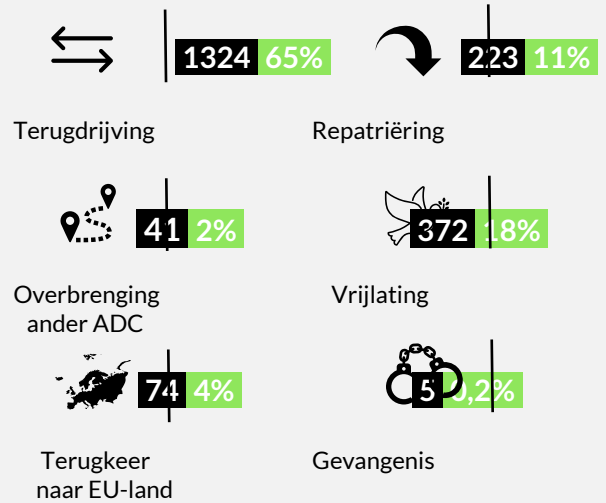 1324 65%
223 11%
Terugdrijving
Repatriëring
41 2%
372 18%
Overbrenging
ander ADC
Vrijlating
74 4%
5 0,2%
Terugkeer
naar EU-land
Gevangenis